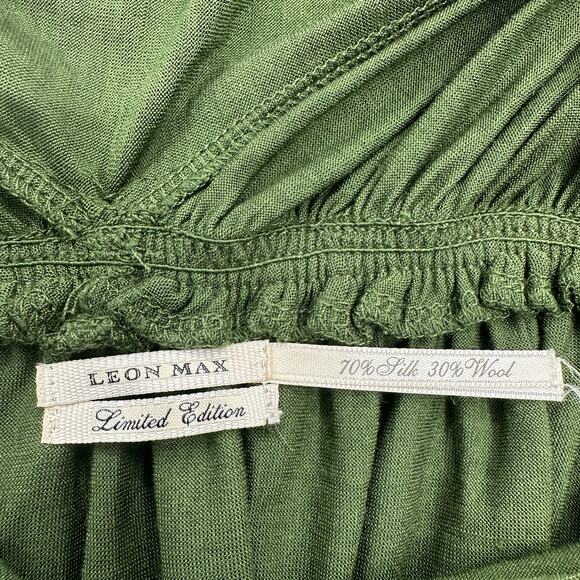 LEON MAX
70% Silk 30% Wool
Limited Edition